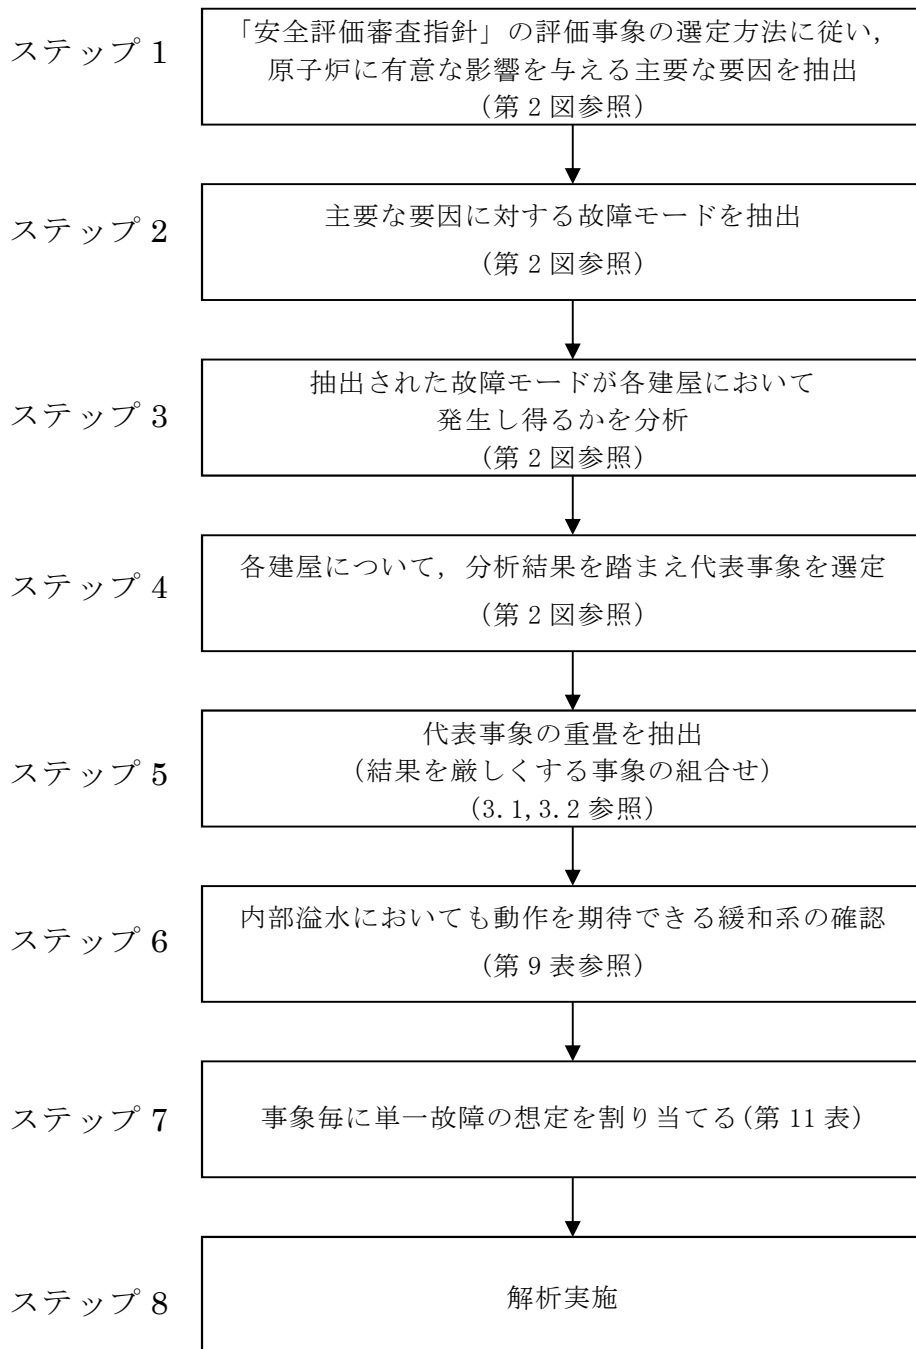 ステップ 1
「安全評価審査指針」の評価事象の選定方法に従い,
原子炉に有意な影響を与える主要な要因を抽出
(第 2 図参照)
ステップ 2
主要な要因に対する故障モードを抽出
(第 2 図参照)
ステップ 3
抽出された故障モードが各建屋において
発生し得るかを分析
(第 2 図参照)
ステップ 4
各建屋について, 分析結果を踏まえ代表事象を選定
(第 2 図参照)
ステップ 5
代表事象の重畳を抽出
(結果を厳しくする事象の組合せ)
(3.1,3.2 参照)
ステップ 6
内部溢水においても動作を期待できる緩和系の確認
(第 9 表参照)
ステップ 7
事象毎に単一故障の想定を割り当てる(第 11 表)
ステップ 8
解析実施